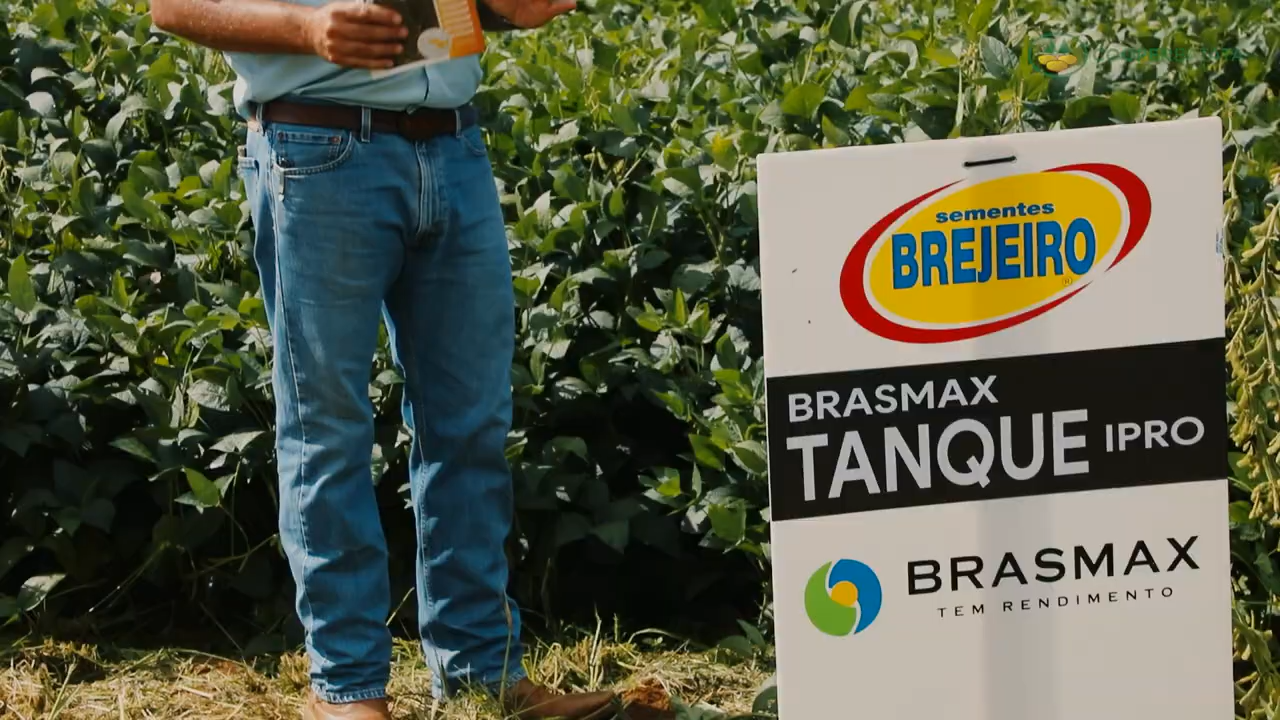 sementes
BREJEIRO
BRASMAX
TANQUE IPRO
BRASMAX
TEM RENDIMENTO